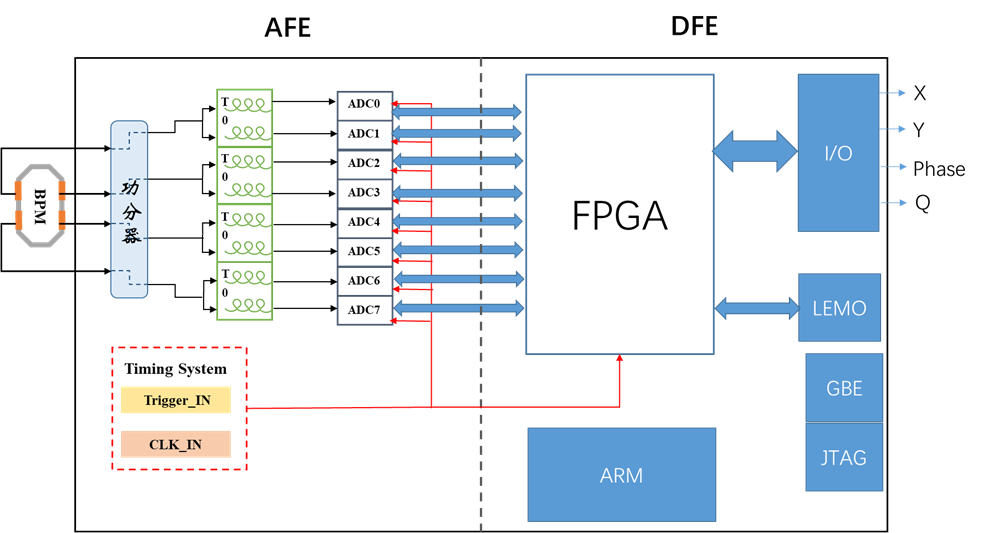 AFE
DFE
BPM
功分器
T
0
T
0
T
0
T
0
ADC0
ADC1
ADC2
ADC3
ADC4
ADC5
ADC6
ADC7
Timing System
Trigger_IN
CLK_IN
FPGA
ARM
I/O
X
Y
Phase
Q
LEMO
GBE
JTAG